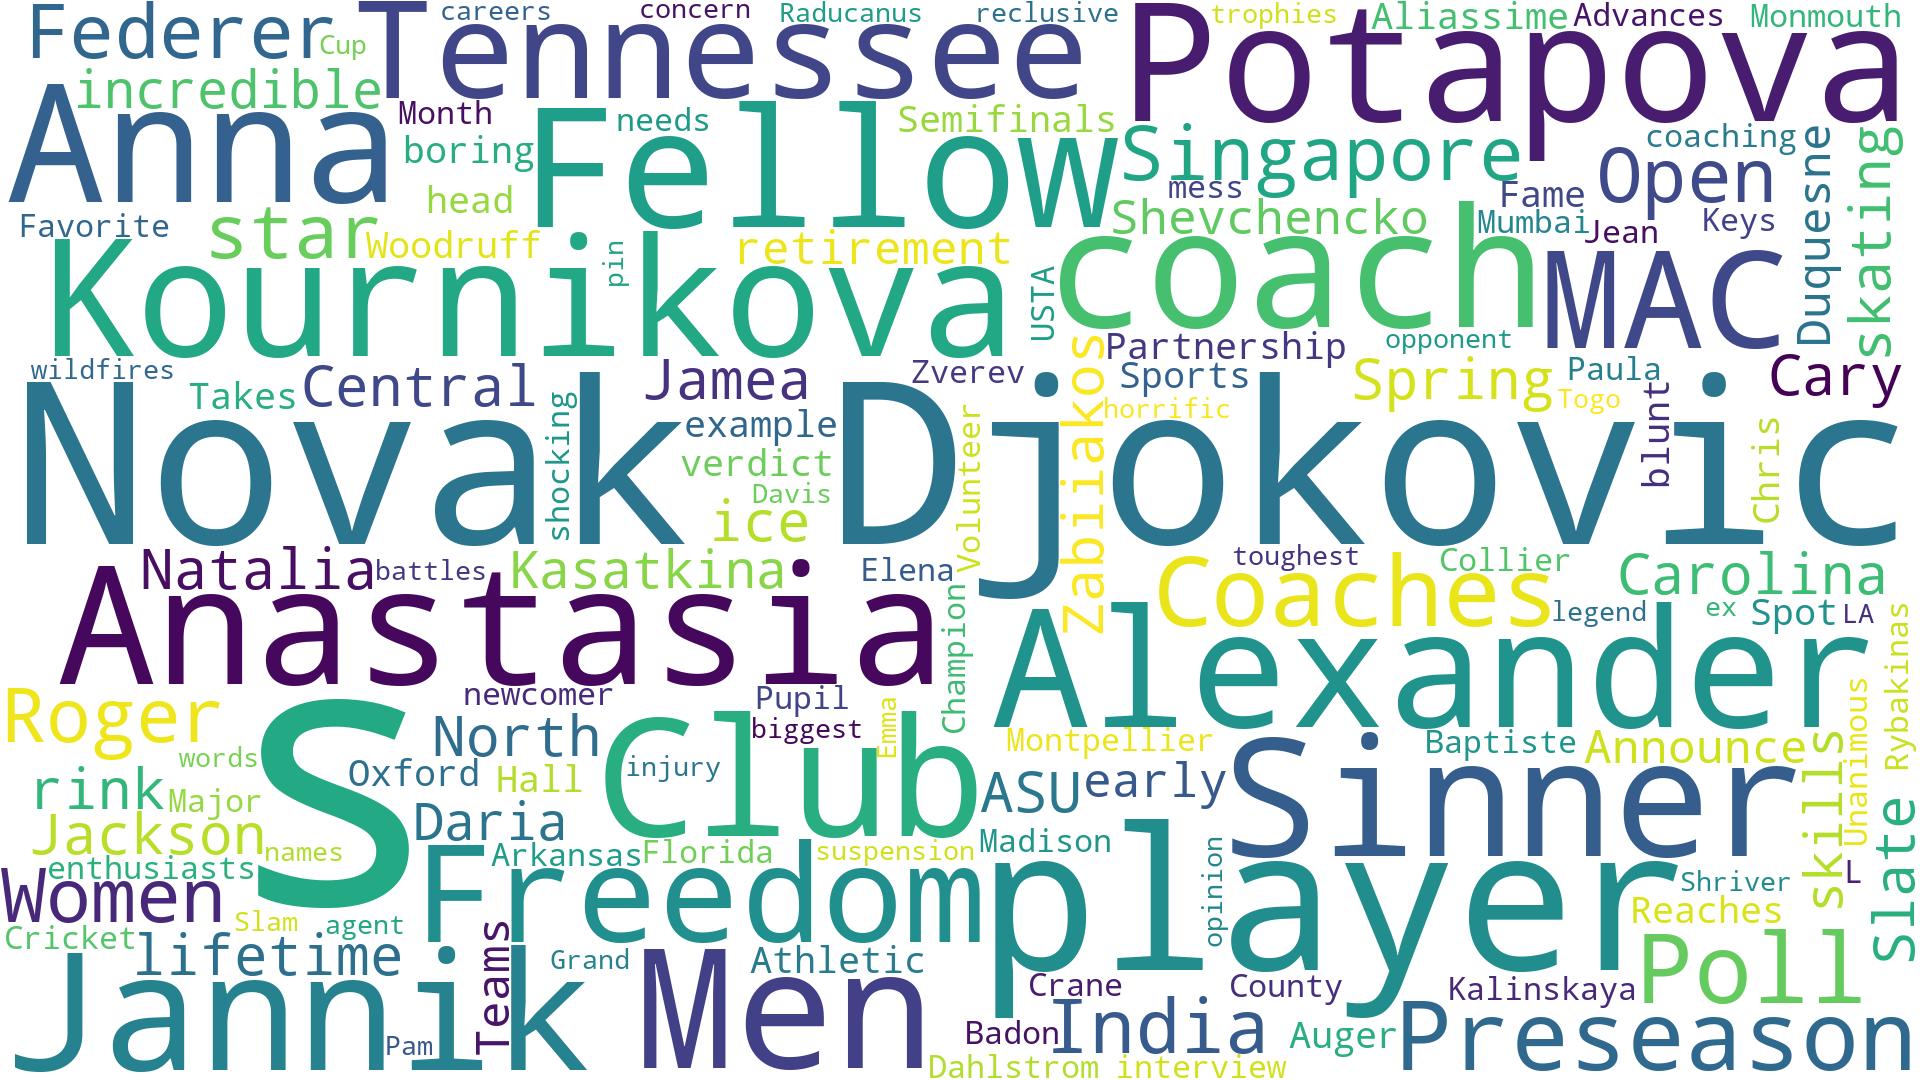 Federer
Cup
Tennessee
careers
concern
Raducanus
reclusive
Potapova
trophies
Aliassime
Advances
Monmouth
incredible
Anna
Month
boring
needs
Fellow
Semifinals
Singapore
coaching
Open
Duquesne
skating
mess
Fame
head
Favorite
star
Woodruff
Shevchencko
Mumbai
Jean
Keys
Kournikova
pin
retirement
USTA
coach
MAC
wildfires
Takes
Central
Jamea
Zverev
Partnership
Sports
opponent
Spring
Paula
Togo
Cary
Novak
shocking
example
verdict
Davis
ice
Djokovic
Volunteer
Zabiiakos
horrific
blunt
Chris
Natalia
battles
Kasatkina
Elena
Anastasia
Champion
Coaches
toughest
Collier
Carolina
legend
ex
Spot
LA
Rybakinas
Alexander
Roger
newcomer
Pupil
biggest
Emma
North
words
S
Oxford
Hall
Club
injury
Montpellier
Baptiste
Announce
Unanimous
rink
Major
Jackson
Daria
ASU
early
Sinner
skills
Slate
enthusiasts
names
Arkansas
Florida
suspension
Madison
opinion
L
Women
Slam
agent
Freedom
player
Shriver
Reaches
Cricket
lifetime
Teams
Grand
Athletic
Poll
Jannik
Pam
Men
Crane
County
Kalinskaya
Badon
India
Auger
Preseason
Dahlstrom
interview